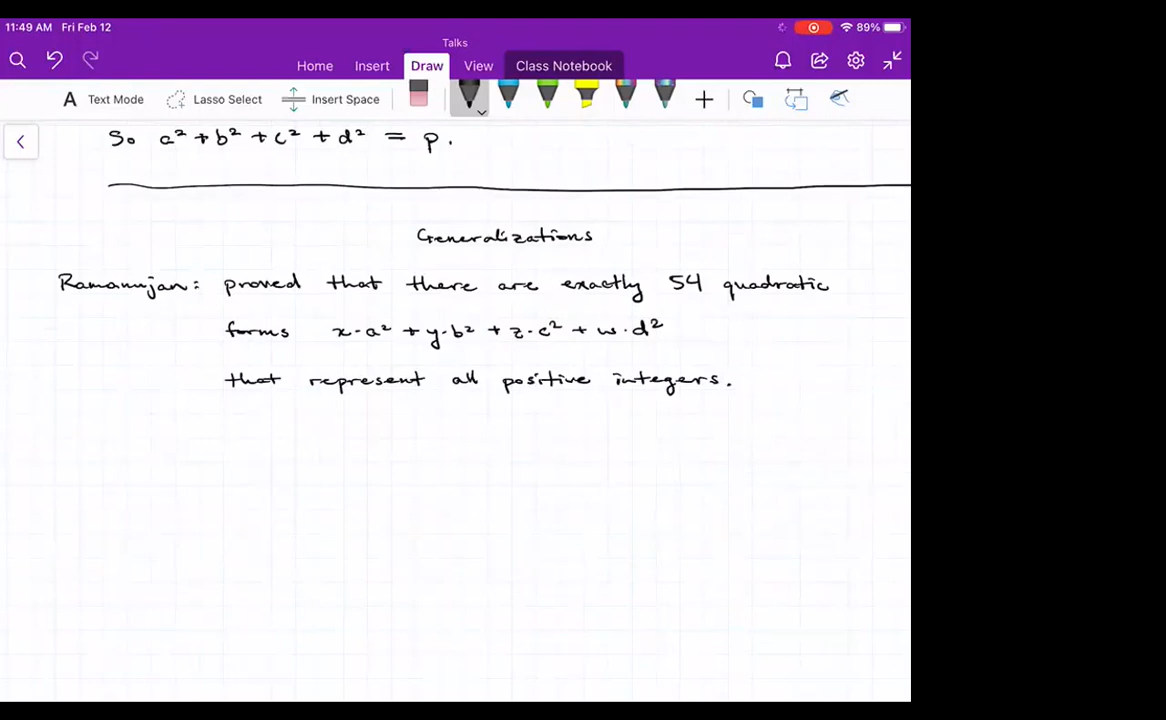 11:49 AM Fri Feb 12
89%
Talks
Home Insert Draw View Class Notebook
Text Mode Lasso Select Insert Space
So a² + b² + c² + d² = p.
Generalizations
Ramanujan: proved that there are exactly 54 quadratic
forms x·a² + y·b² + z·c² + w·d²
that represent all positive integers.